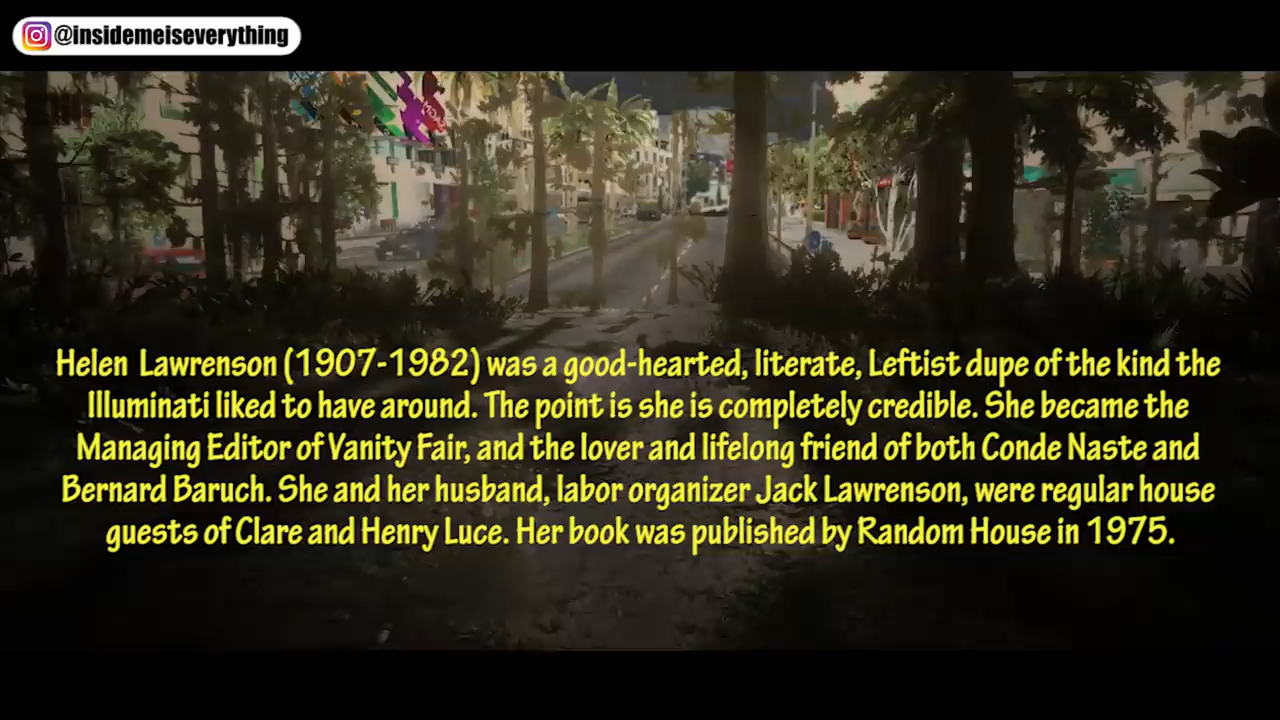 @insidemeiseverything
Helen Lawrenson (1907-1982) was a good-hearted, literate, Leftist dupe of the kind the
Illuminati liked to have around. The point is she is completely credible. She became the
Managing Editor of Vanity Fair, and the lover and lifelong friend of both Conde Naste and
Bernard Baruch. She and her husband, labor organizer Jack Lawrenson, were regular house
guests of Clare and Henry Luce. Her book was published by Random House in 1975.